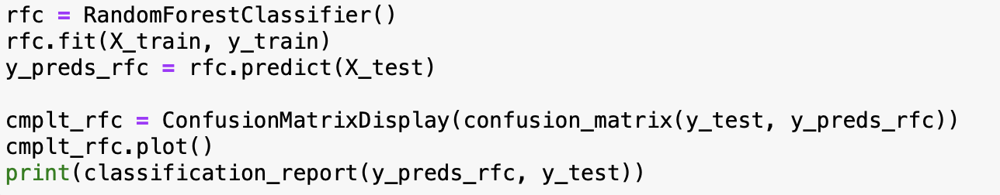 rfc = RandomForestClassifier()
rfc.fit(X_train, y_train)
y_preds_rfc = rfc.predict(X_test)
cmplt_rfc = ConfusionMatrixDisplay(confusion_matrix(y_test, y_preds_rfc))
cmplt_rfc.plot()
print(classification_report(y_preds_rfc, y_test))